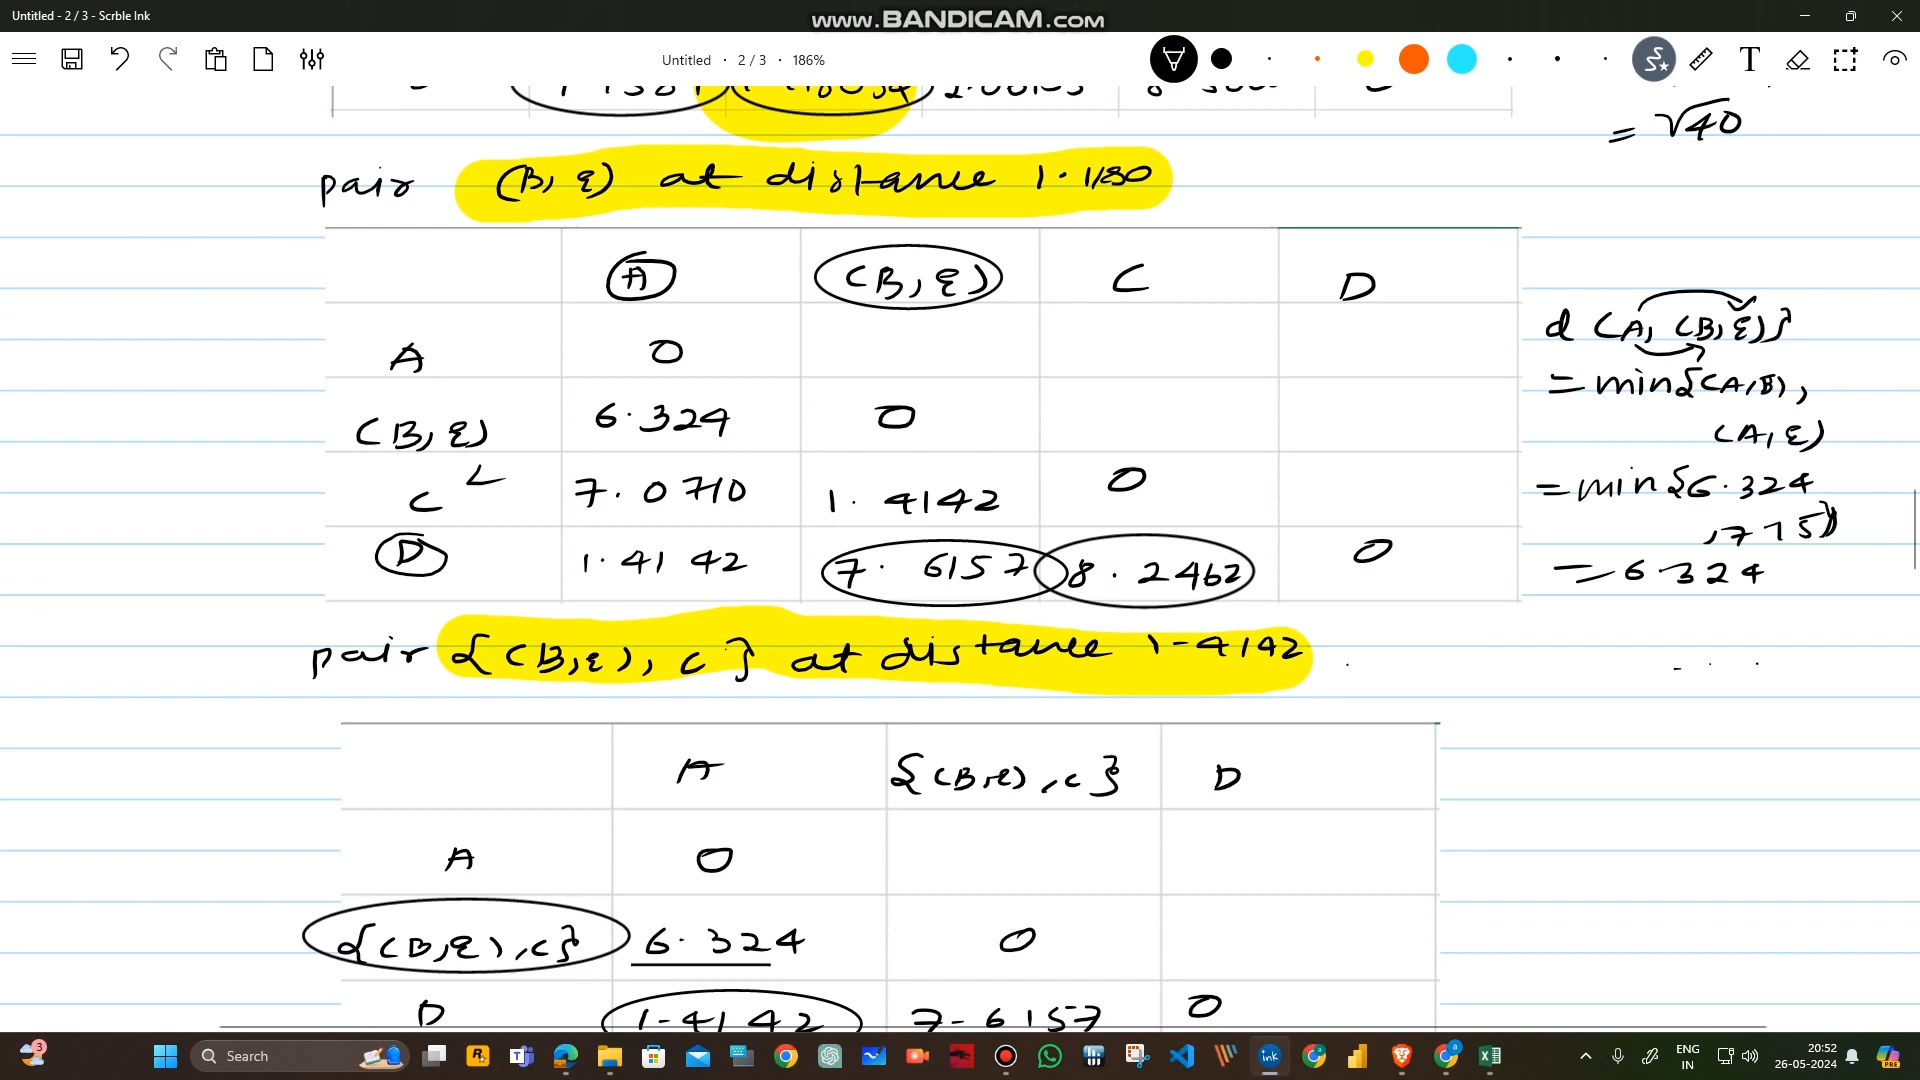 Untitled - 2 / 3 - Scrble Ink
www.BANDICAM.com
Untitled · 2 / 3 · 186%
T
= √40
pair (B, E) at distance 1.1180
A (B, E) C D
A 0
(B, E) 6.324 0
C 7.0710 1.4142 0
D 1.4142 7.6157 8.2462 0
d (A, (B, E)}
= min{(A, B),
(A, E)
= min{6.324
, 7.15)}
= 6.324
pair {(B, E), C} at distance 1-4142
A {(B, E), C} D
A 0
{(B, E), C} 6.324 0
D 1-4142 7-6157 0
3
Search
ENG
IN
20:52
26-05-2024
PRE